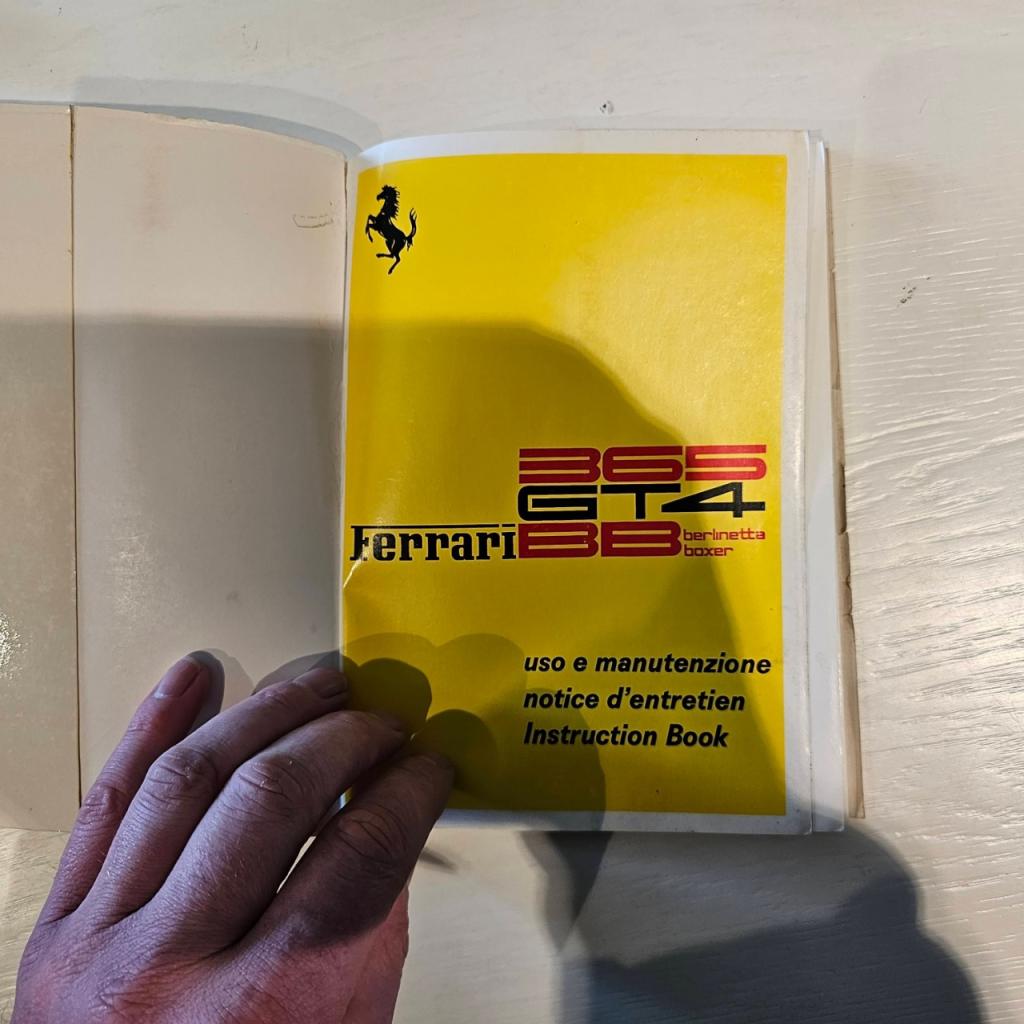 365
GT4
Ferrari BB berlinetta
boxer
uso e manutenzione
notice d'entretien
Instruction Book